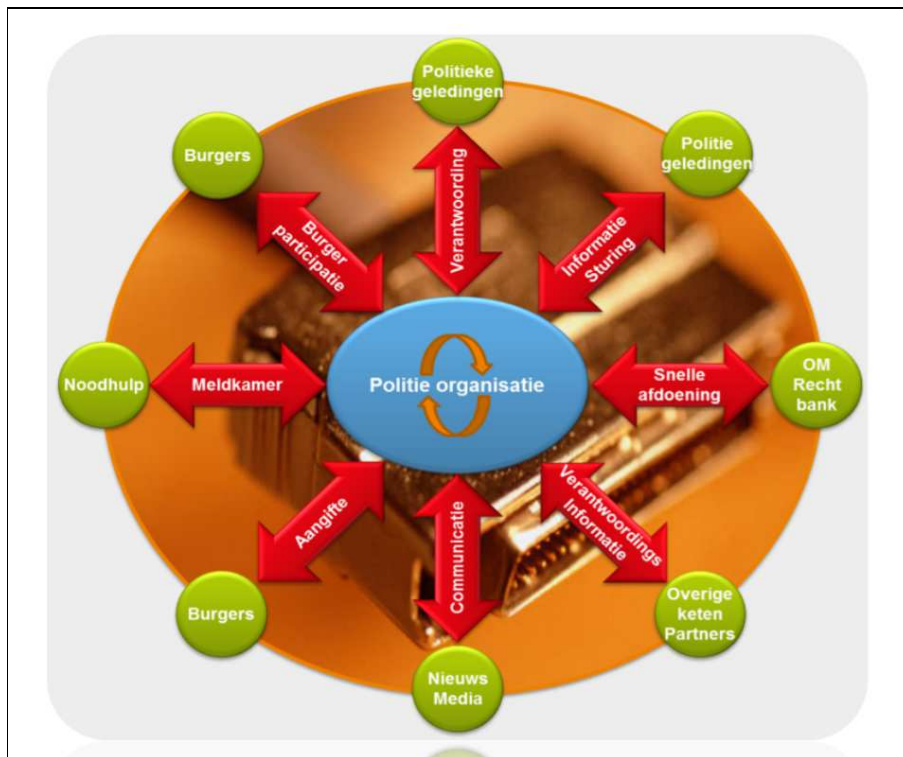 Politieke
geledingen
Politie
geledingen
Burgers
Verantwoording
Burger
participatie
Informatie
Sturing
Noodhulp
Meldkamer
Politie organisatie
Snelle
afdoening
OM
Recht
bank
Aangifte
Communicatie
Verantwoordings
Informatie
Burgers
Overige
keten
Partners
Nieuws
Media